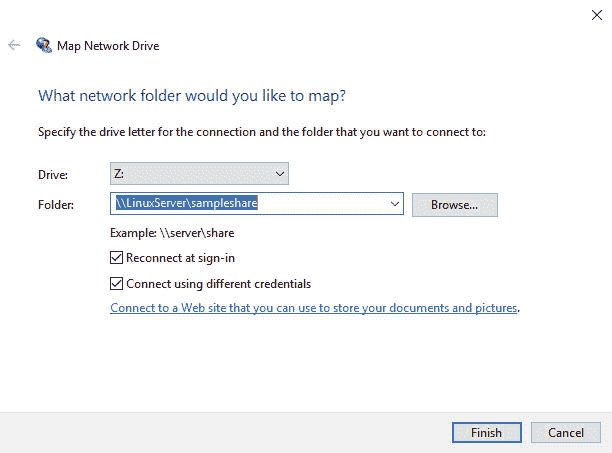 Map Network Drive
What network folder would you like to map?
Specify the drive letter for the connection and the folder that you want to connect to:
Drive: Z:
Folder: \\LinuxServer\sampleshare Browse...
Example: \\server\share
Reconnect at sign-in
Connect using different credentials
Connect to a Web site that you can use to store your documents and pictures.
Finish Cancel